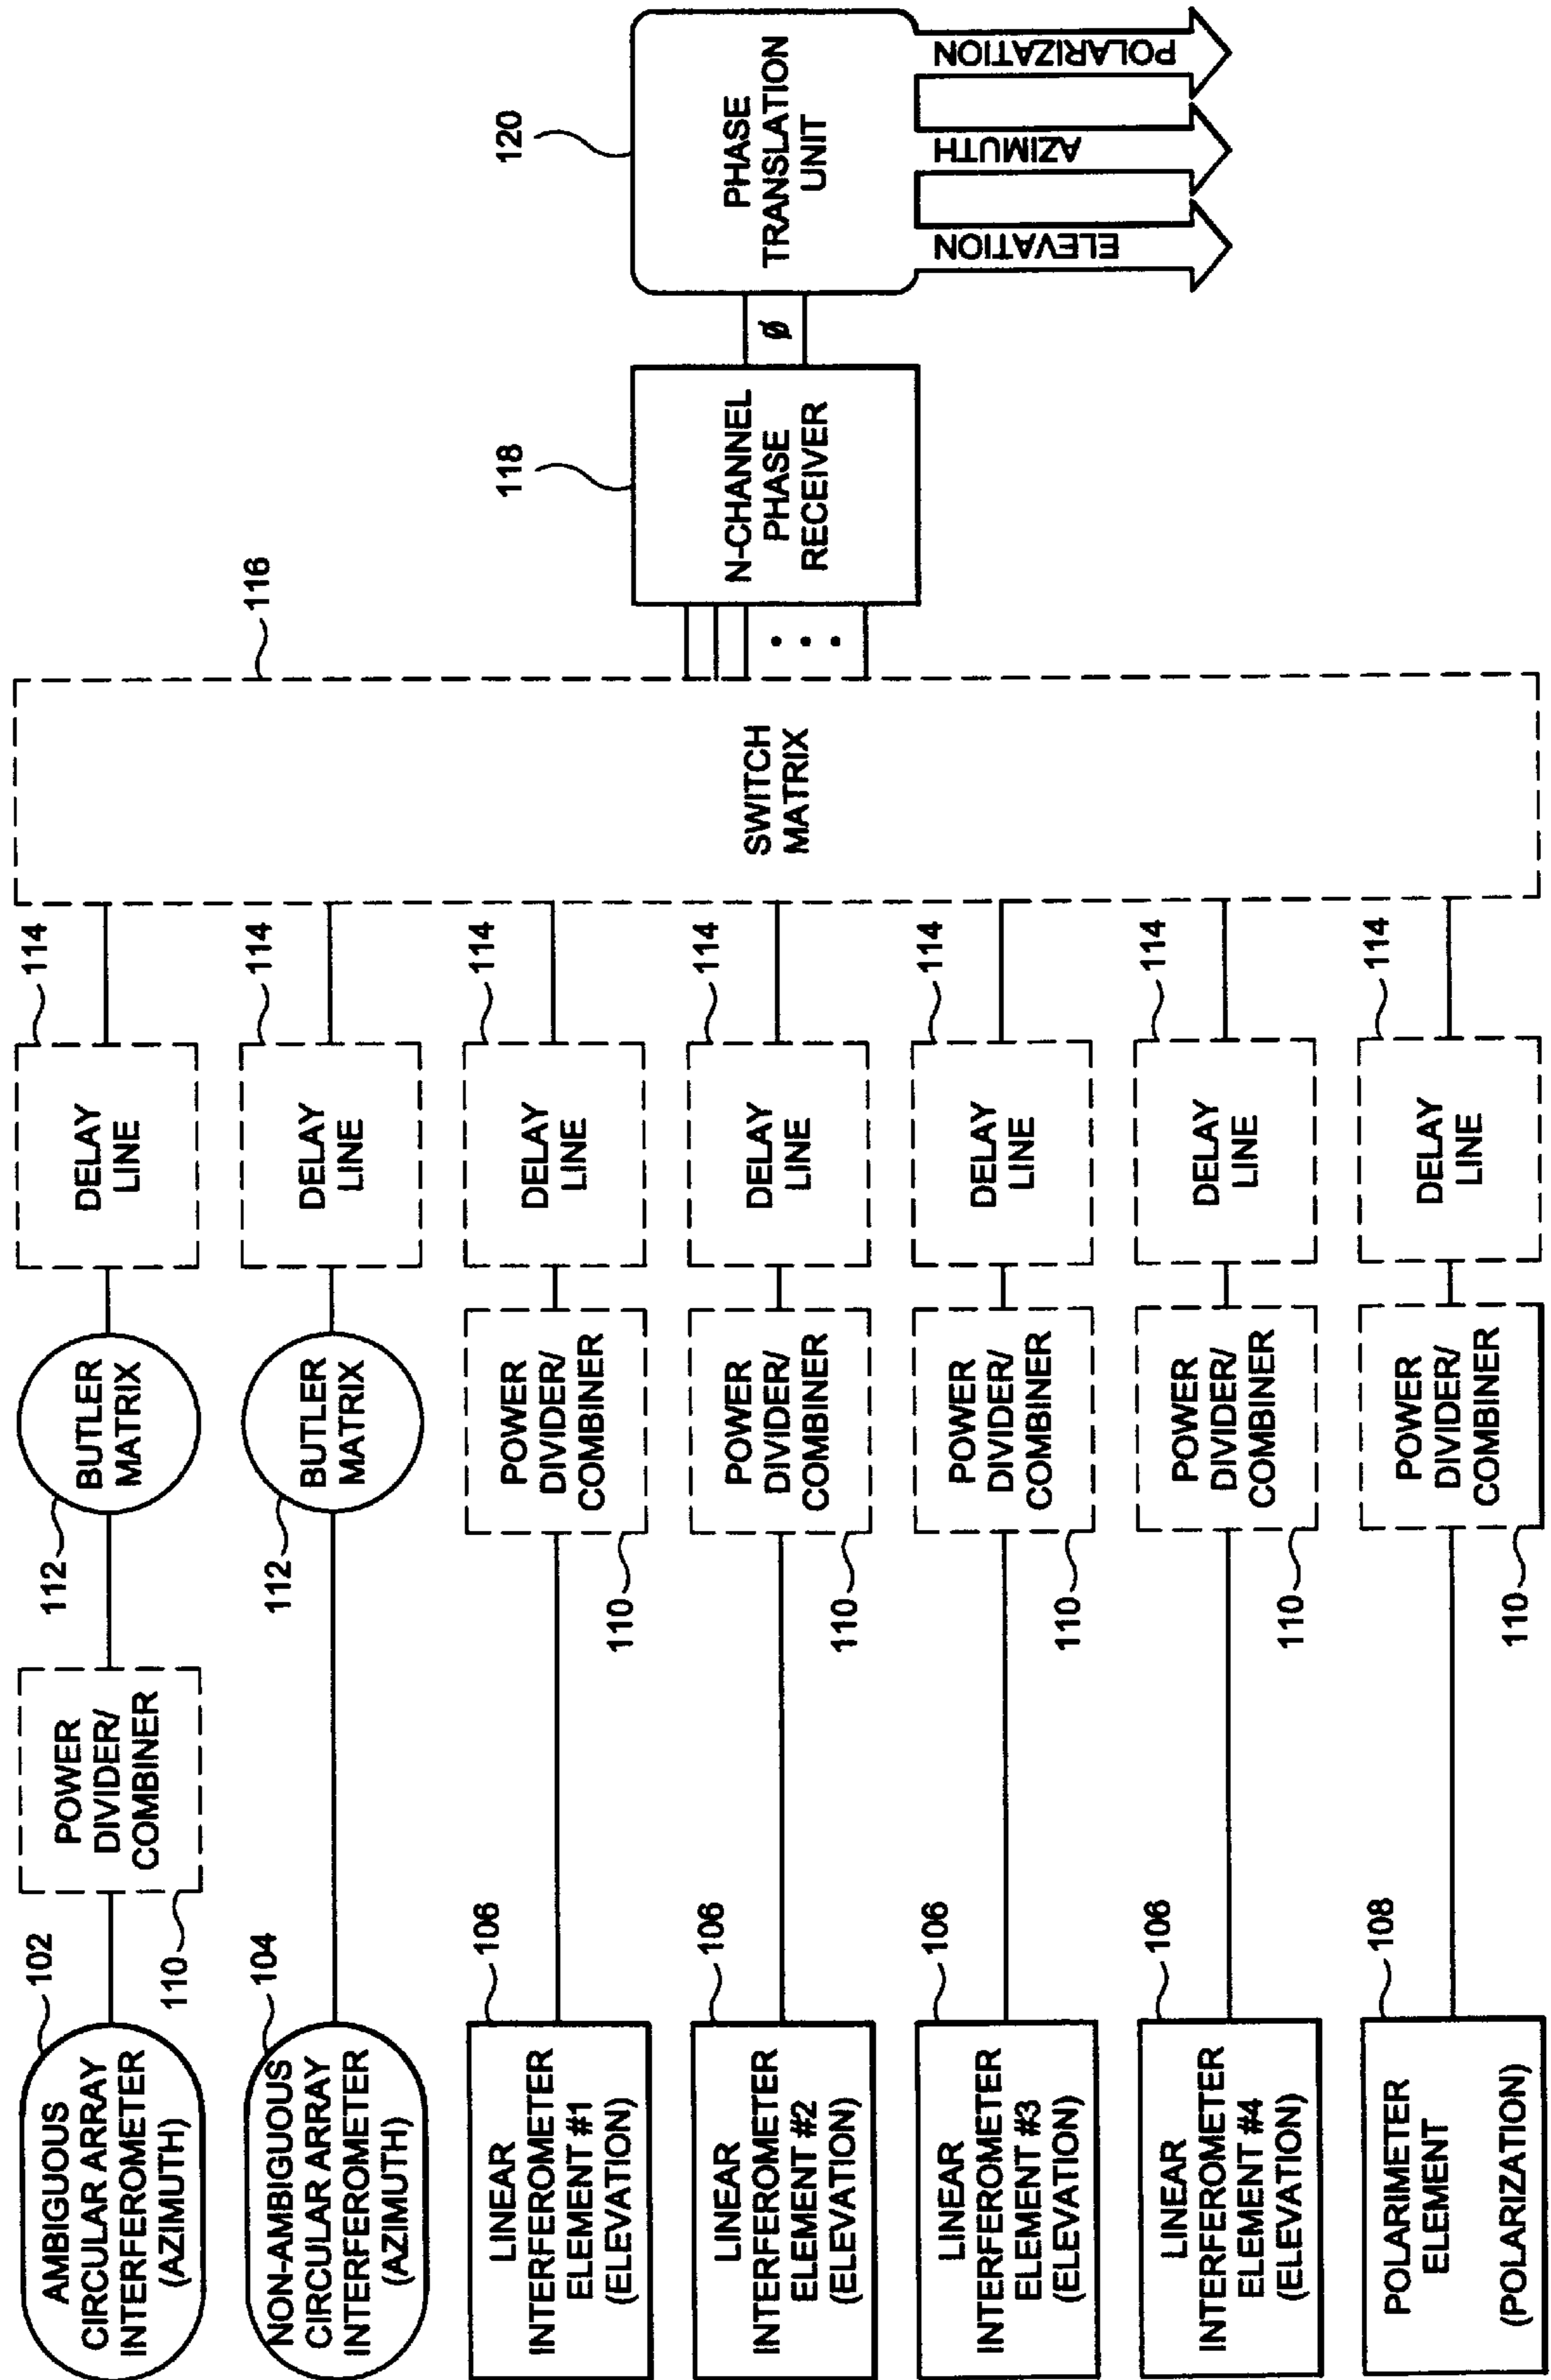 102
AMBIGUOUS
CIRCULAR ARRAY
INTERFEROMETER
(AZIMUTH)
110
POWER
DIVIDER/
COMBINER
112
BUTLER
MATRIX
114
DELAY
LINE
104
NON-AMBIGUOUS
CIRCULAR ARRAY
INTERFEROMETER
(AZIMUTH)
112
BUTLER
MATRIX
114
DELAY
LINE
106
LINEAR
INTERFEROMETER
ELEMENT #1
(ELEVATION)
110
POWER
DIVIDER/
COMBINER
114
DELAY
LINE
106
LINEAR
INTERFEROMETER
ELEMENT #2
(ELEVATION)
110
POWER
DIVIDER/
COMBINER
114
DELAY
LINE
106
LINEAR
INTERFEROMETER
ELEMENT #3
(ELEVATION)
110
POWER
DIVIDER/
COMBINER
114
DELAY
LINE
106
LINEAR
INTERFEROMETER
ELEMENT #4
(ELEVATION)
110
POWER
DIVIDER/
COMBINER
114
DELAY
LINE
108
POLARIMETER
ELEMENT
(POLARIZATION)
110
POWER
DIVIDER/
COMBINER
114
DELAY
LINE
116
SWITCH
MATRIX
118
N-CHANNEL
PHASE
RECEIVER
Ø
120
PHASE
TRANSLATION
UNIT
ELEVATION
AZIMUTH
POLARIZATION